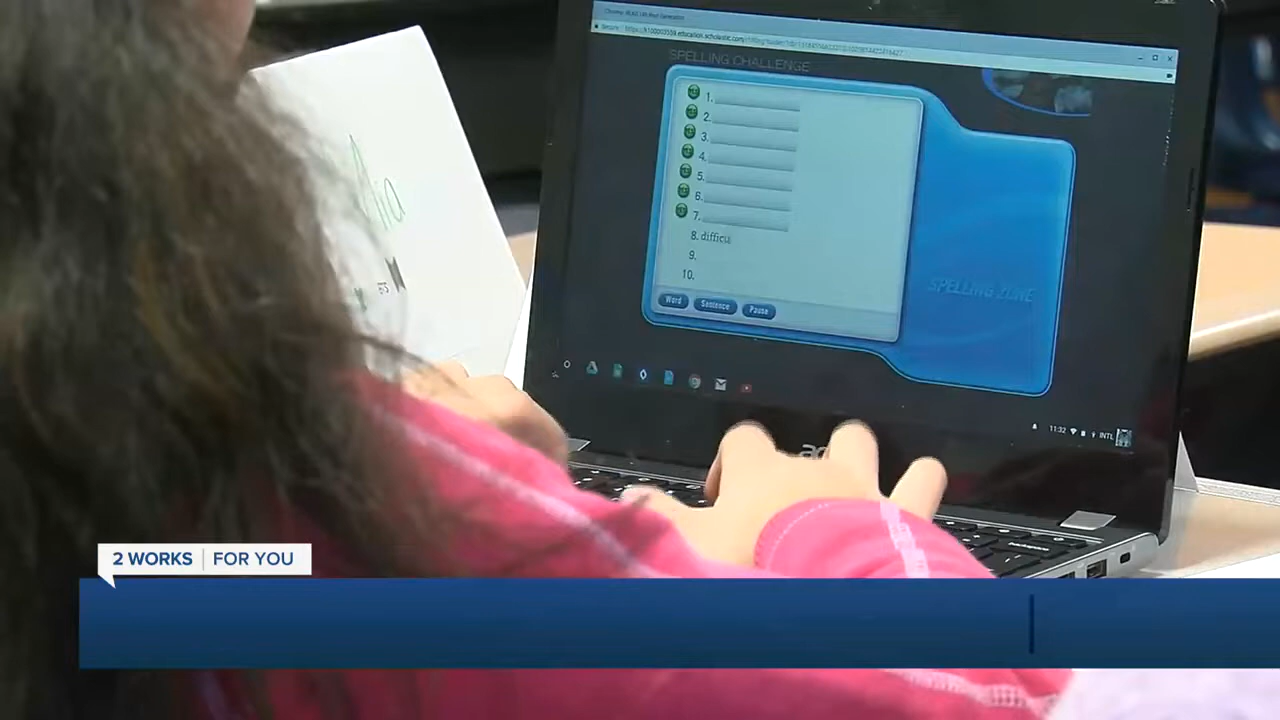 SPELLING CHALLENGE
1.
2.
3.
4.
5.
6.
7.
8. difficu
9.
10.
Word Sentence Pause
SPELLING ZONE
11:32 INTL
Mia
2 WORKS FOR YOU